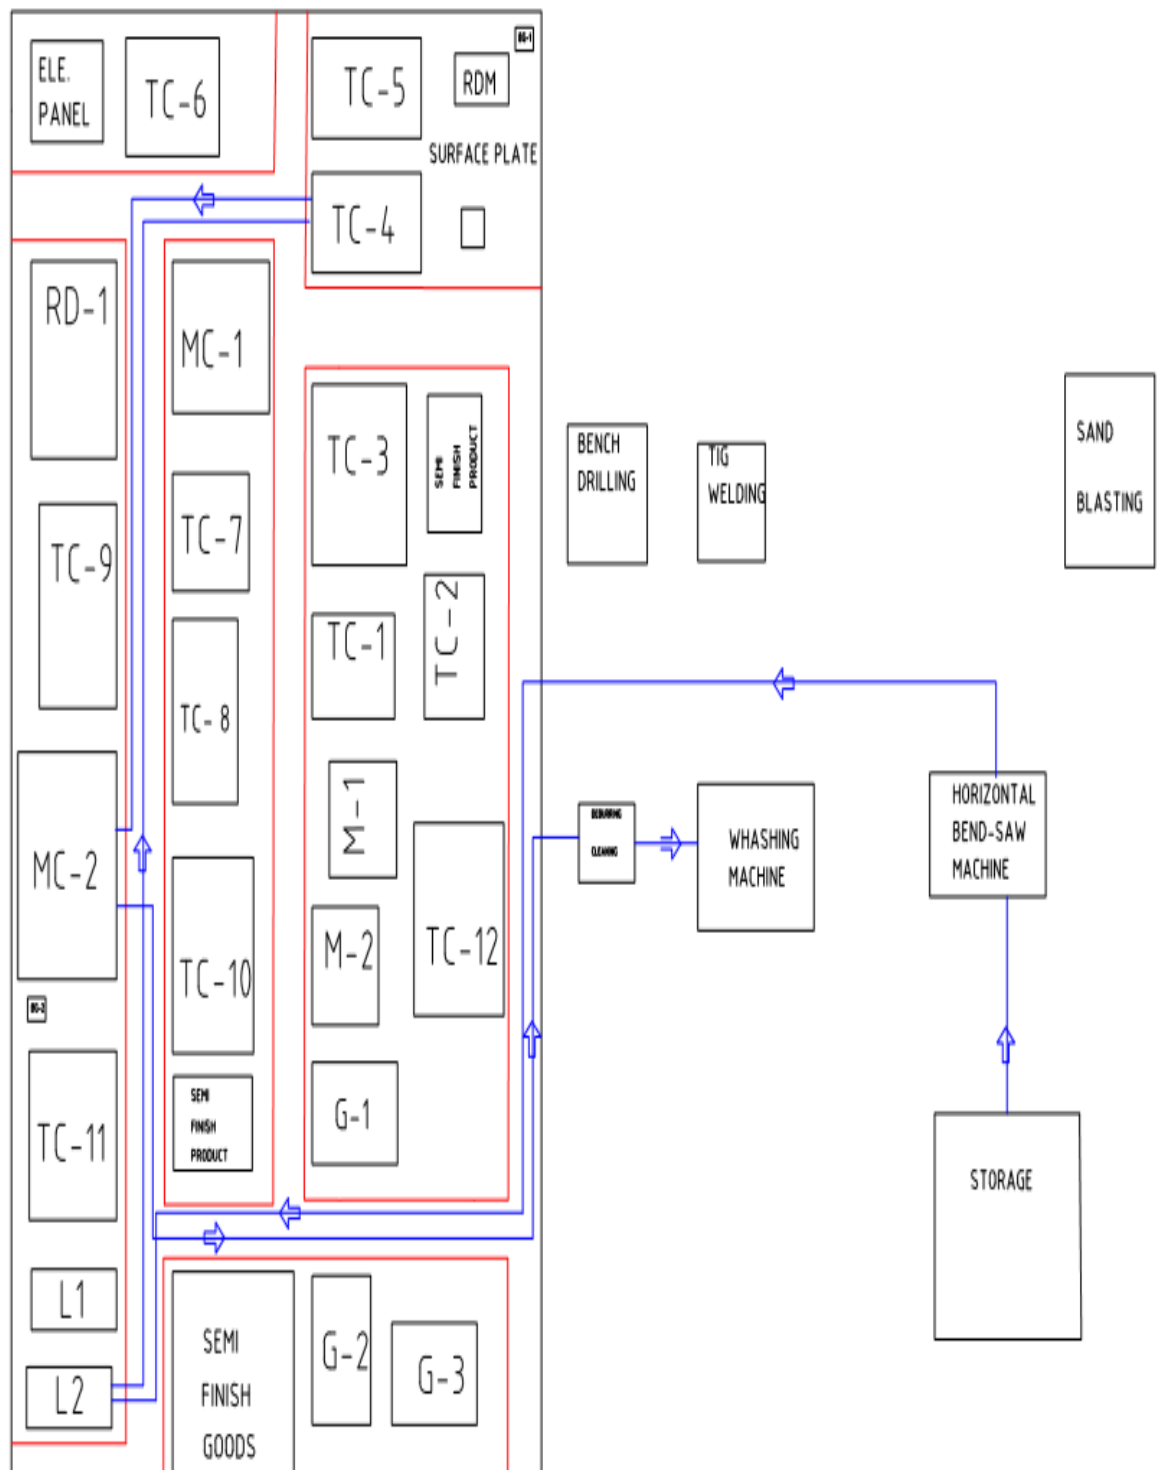 ELE.
PANEL
TC-6
TC-5
RDM
SURFACE PLATE
TC-4
RD-1
MC-1
TC-3
SEMI
FINISH
PRODUCT
BENCH
DRILLING
TIG
WELDING
SAND
BLASTING
TC-9
TC-7
TC-1
TC-2
TC-8
MC-2
M-1
DEBURRING
CLEANING
WHASHING
MACHINE
HORIZONTAL
BEND-SAW
MACHINE
TC-10
M-2
TC-12
TC-11
SEMI
FINISH
PRODUCT
G-1
STORAGE
L1
L2
SEMI
FINISH
GOODS
G-2
G-3